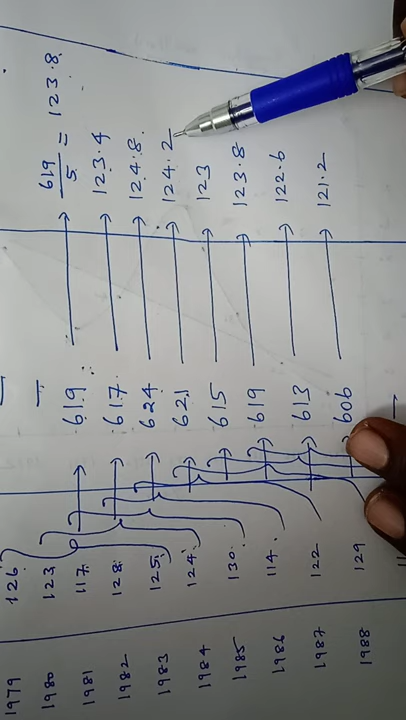 1979 126. —
1980 123. —
1981 117. → 619 → 619/5 = 123.8.
1982 128. → 617 → 123.4
1983 125. → 624 → 124.8.
1984 124. → 621 → 124.2
1985 130. → 615 → 123
1986 114. → 619 → 123.8
1987 122 → 613 → 122.6
1988 129 → 606 → 121.2
—